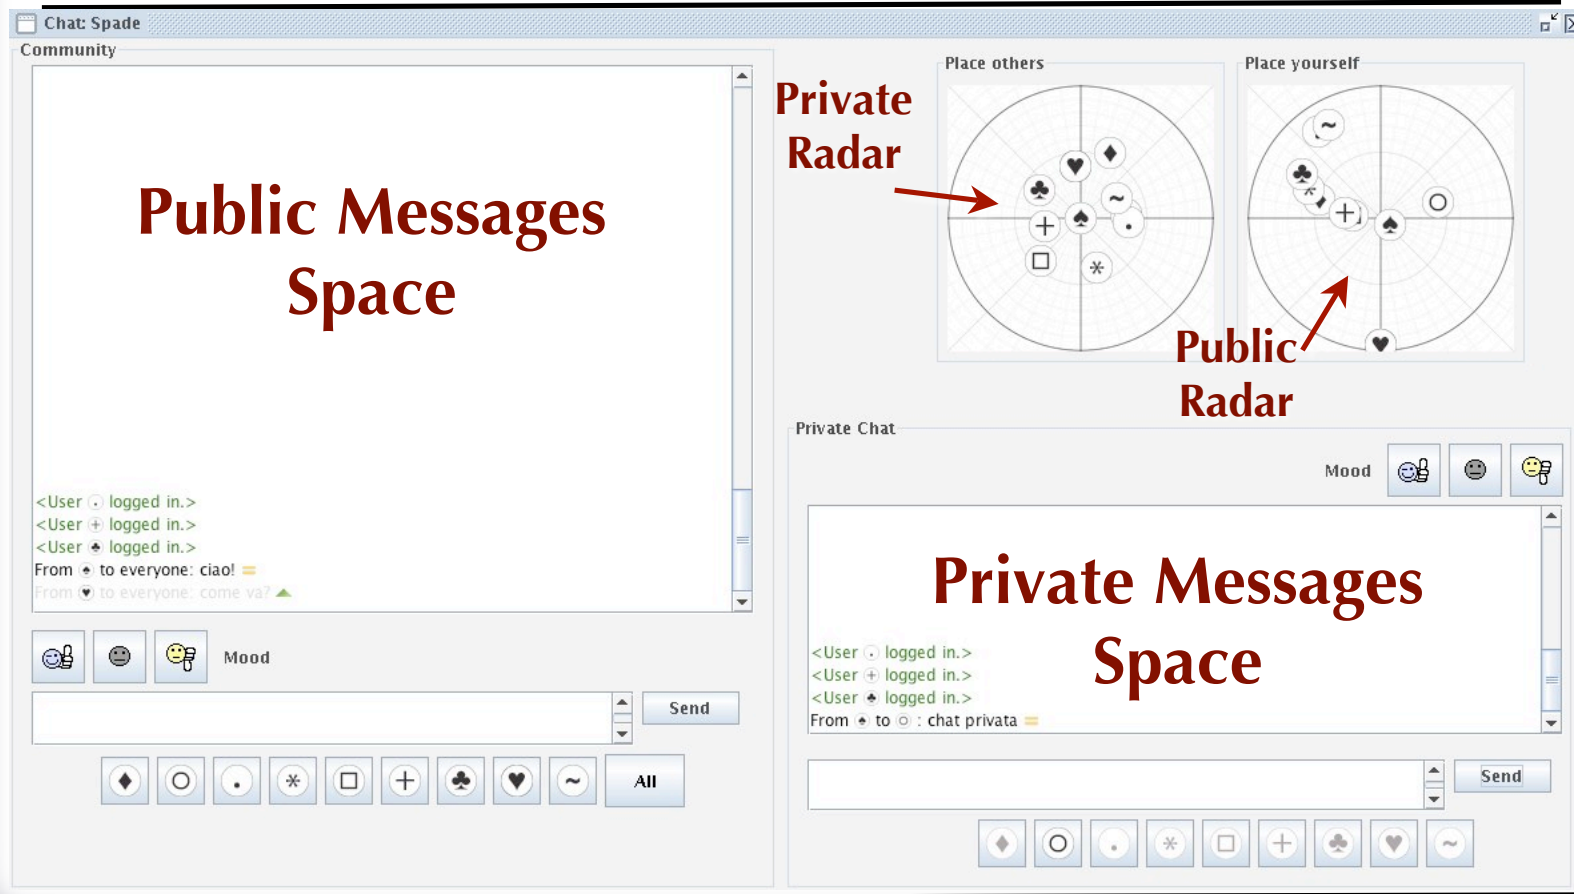 Chat: Spade
Community
Public Messages
Space
<User . logged in.>
<User + logged in.>
<User ♣ logged in.>
From ♠ to everyone: ciao! =
From ♥ to everyone: come va?
Mood
Send
All
Place others
Place yourself
Private
Radar
Public
Radar
Private Chat
Mood
Private Messages
Space
<User . logged in.>
<User + logged in.>
<User ♣ logged in.>
From ♠ to ○ : chat privata =
Send